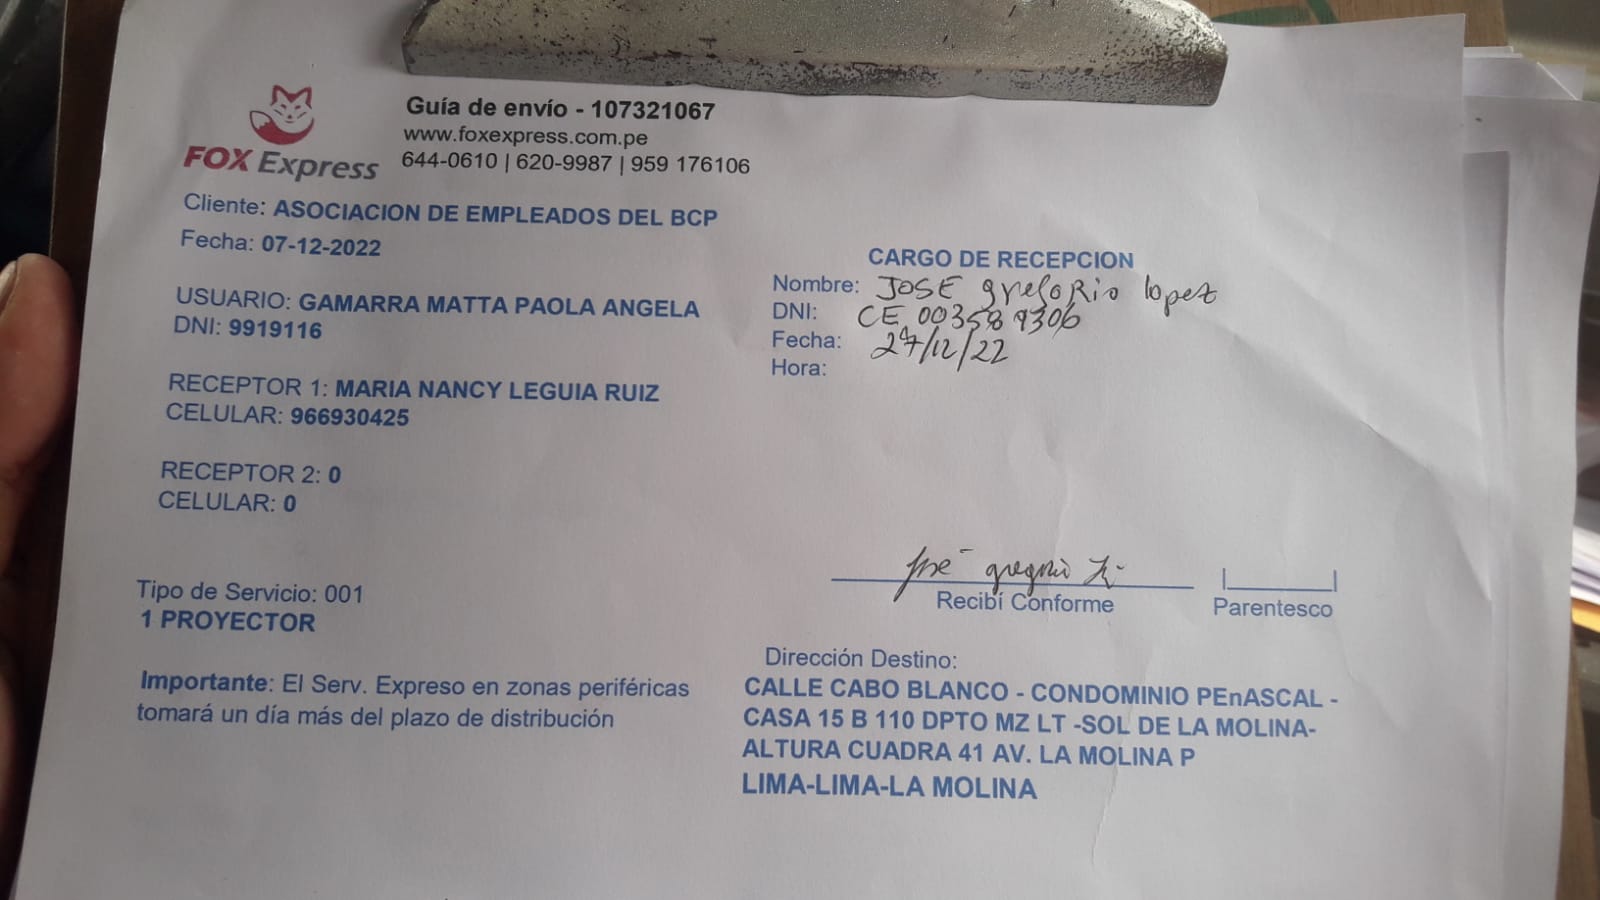 Guía de envío - 107321067
www.foxexpress.com.pe
644-0610 | 620-9987 | 959 176106
FOX Express
Cliente: ASOCIACION DE EMPLEADOS DEL BCP
Fecha: 07-12-2022
USUARIO: GAMARRA MATTA PAOLA ANGELA
DNI: 9919116
RECEPTOR 1: MARIA NANCY LEGUIA RUIZ
CELULAR: 966930425
RECEPTOR 2: 0
CELULAR: 0
Tipo de Servicio: 001
1 PROYECTOR
Importante: El Serv. Expreso en zonas periféricas
tomará un día más del plazo de distribución
CARGO DE RECEPCION
Nombre: JOSE gregorio lopez
DNI: CE 003589306
Fecha: 27/12/22
Hora:
José gregorio
Recibí Conforme
Parentesco
Dirección Destino:
CALLE CABO BLANCO - CONDOMINIO PEnASCAL -
CASA 15 B 110 DPTO MZ LT -SOL DE LA MOLINA-
ALTURA CUADRA 41 AV. LA MOLINA P
LIMA-LIMA-LA MOLINA